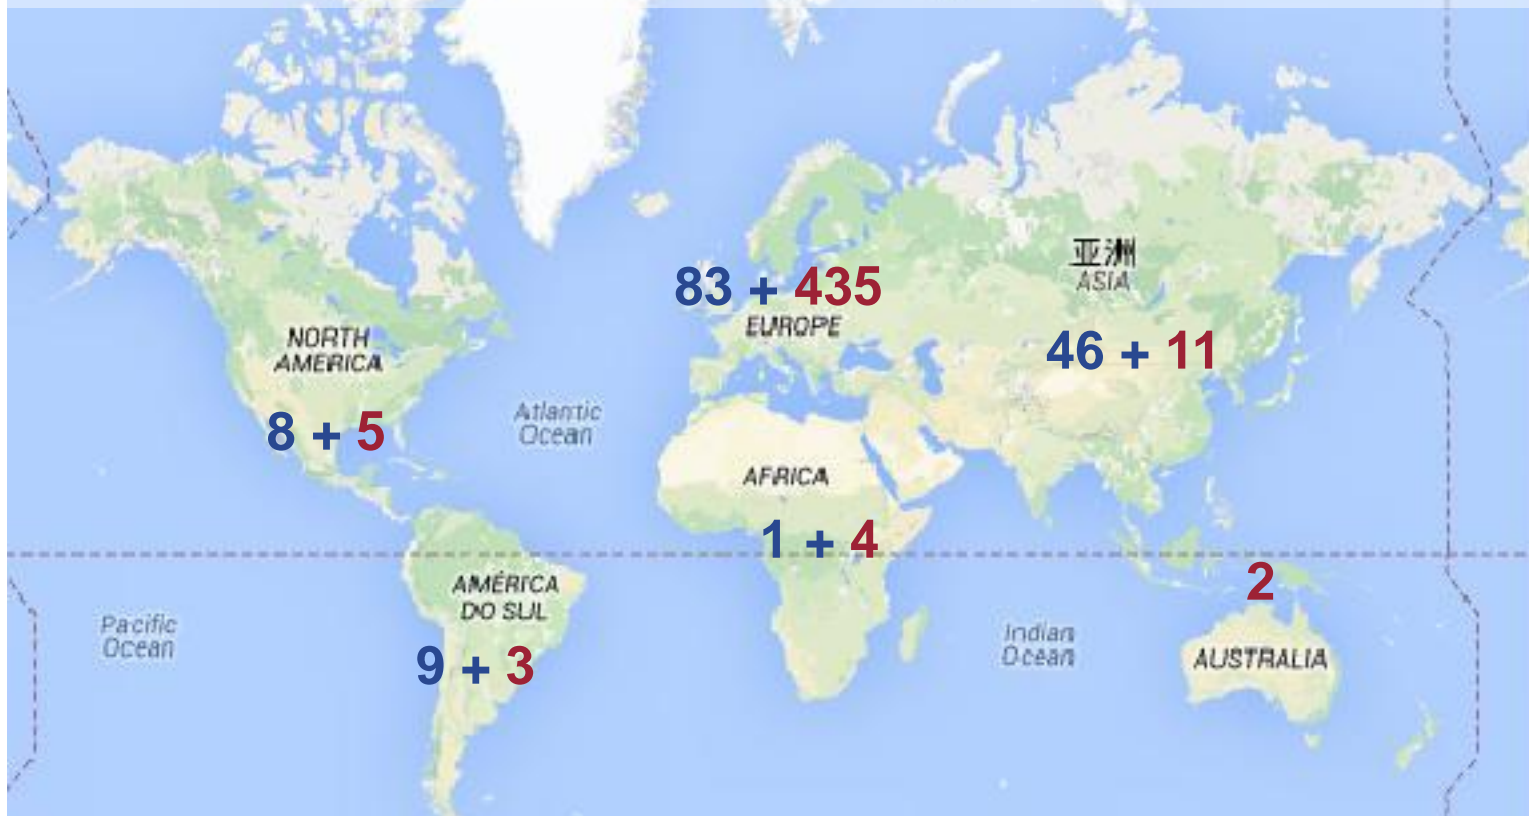 83 + 435
EUROPE
亚洲
ASIA
46 + 11
NORTH
AMERICA
8 + 5
Atlantic
Ocean
AFRICA
1 + 4
AMÉRICA
DO SUL
9 + 3
2
Pacific
Ocean
Indian
Ocean
AUSTRALIA